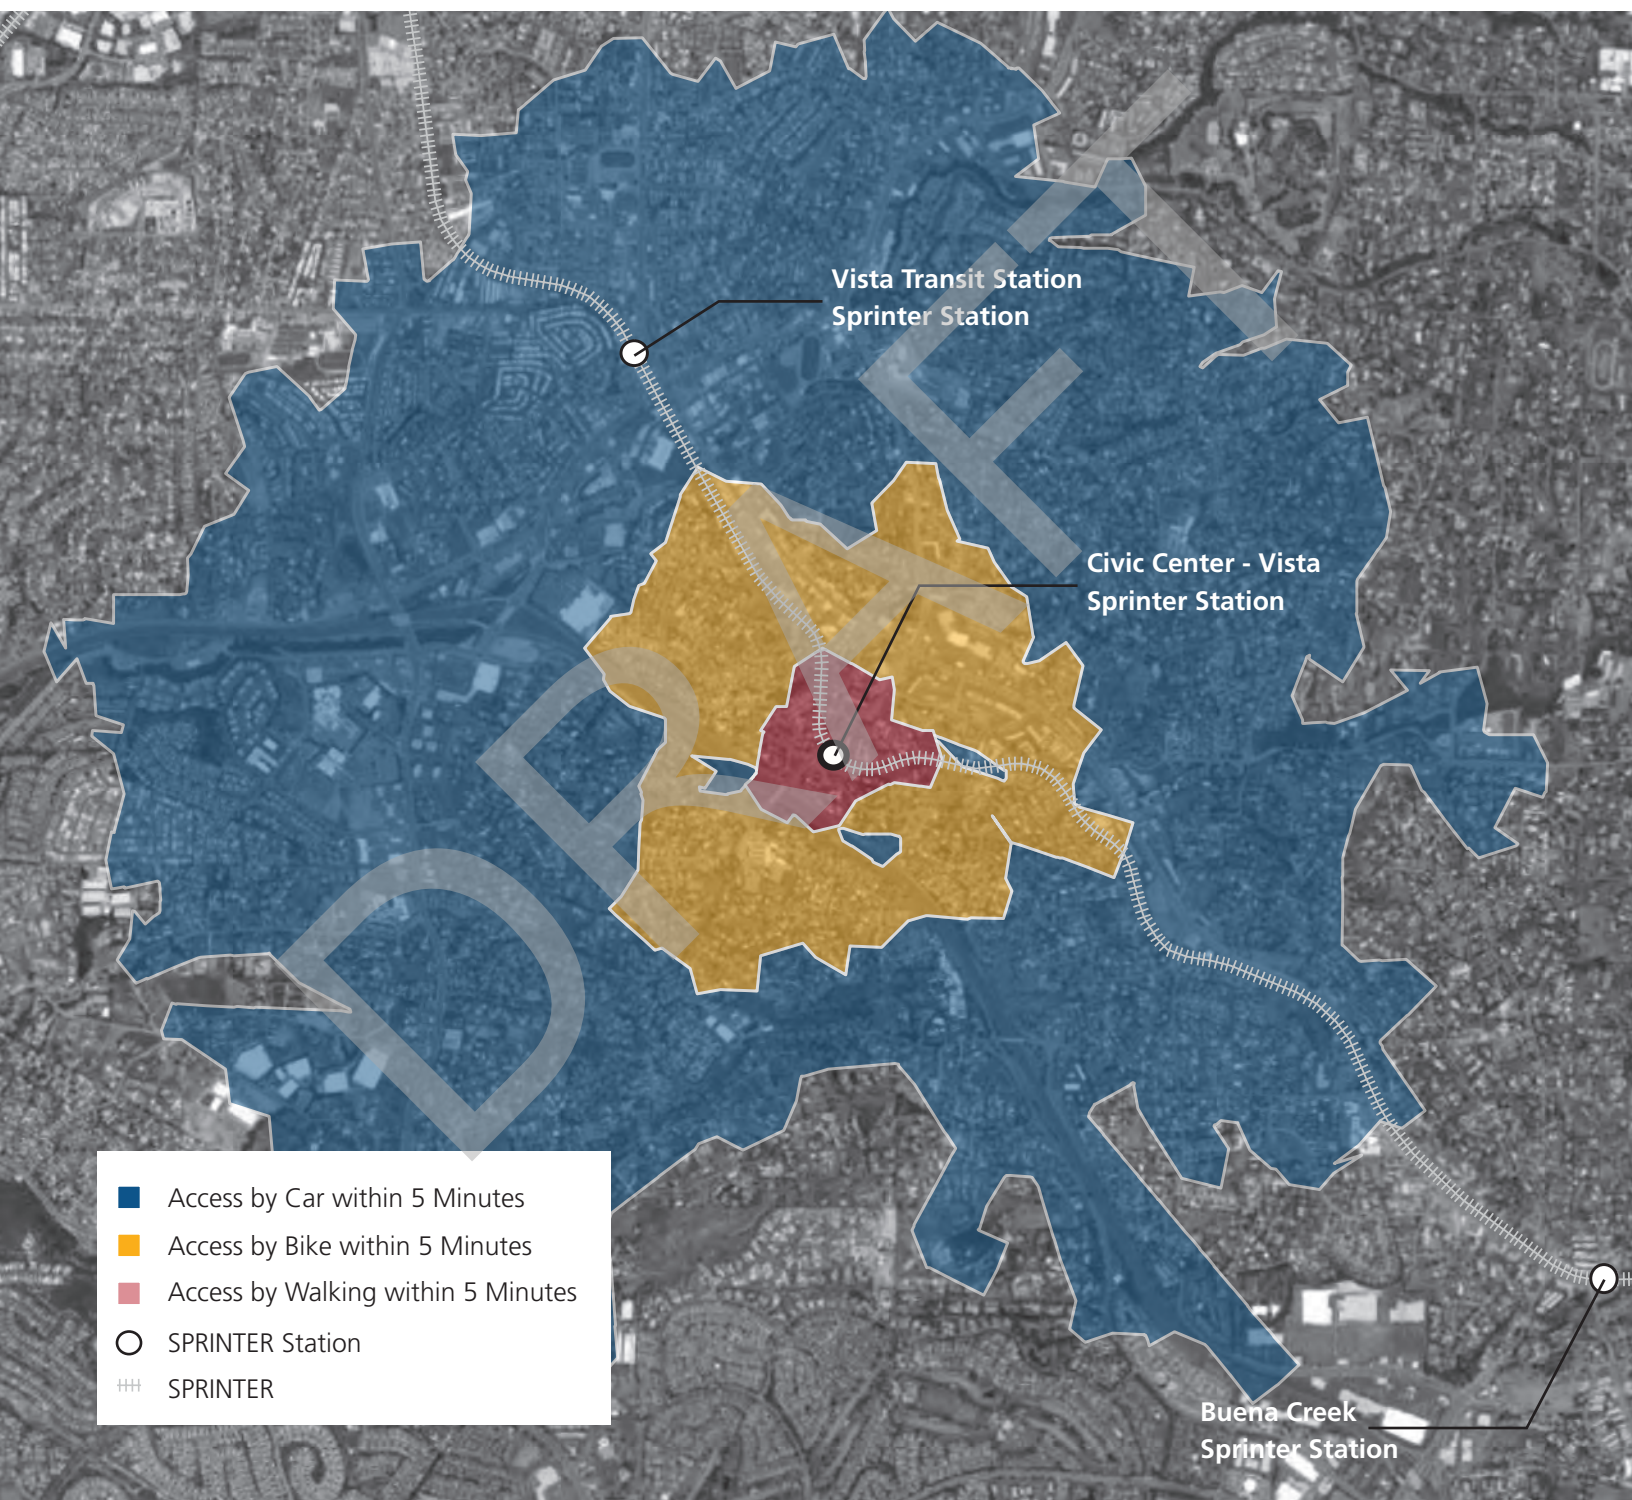 Vista Transit Station
Sprinter Station
Civic Center - Vista
Sprinter Station
DRAFT
Access by Car within 5 Minutes
Access by Bike within 5 Minutes
Access by Walking within 5 Minutes
SPRINTER Station
SPRINTER
Buena Creek
Sprinter Station